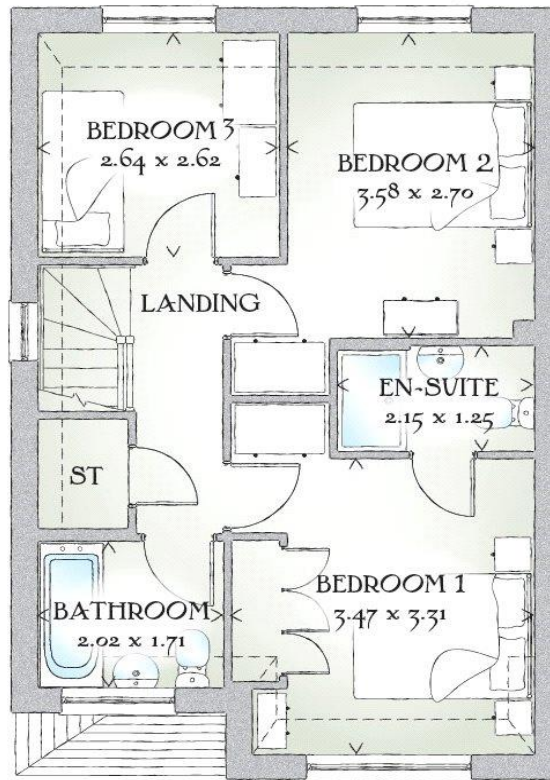 BEDROOM 3
2.64 x 2.62
BEDROOM 2
3.58 x 2.70
LANDING
EN-SUITE
2.15 x 1.25
ST
BEDROOM 1
3.47 x 3.31
BATHROOM
2.02 x 1.71